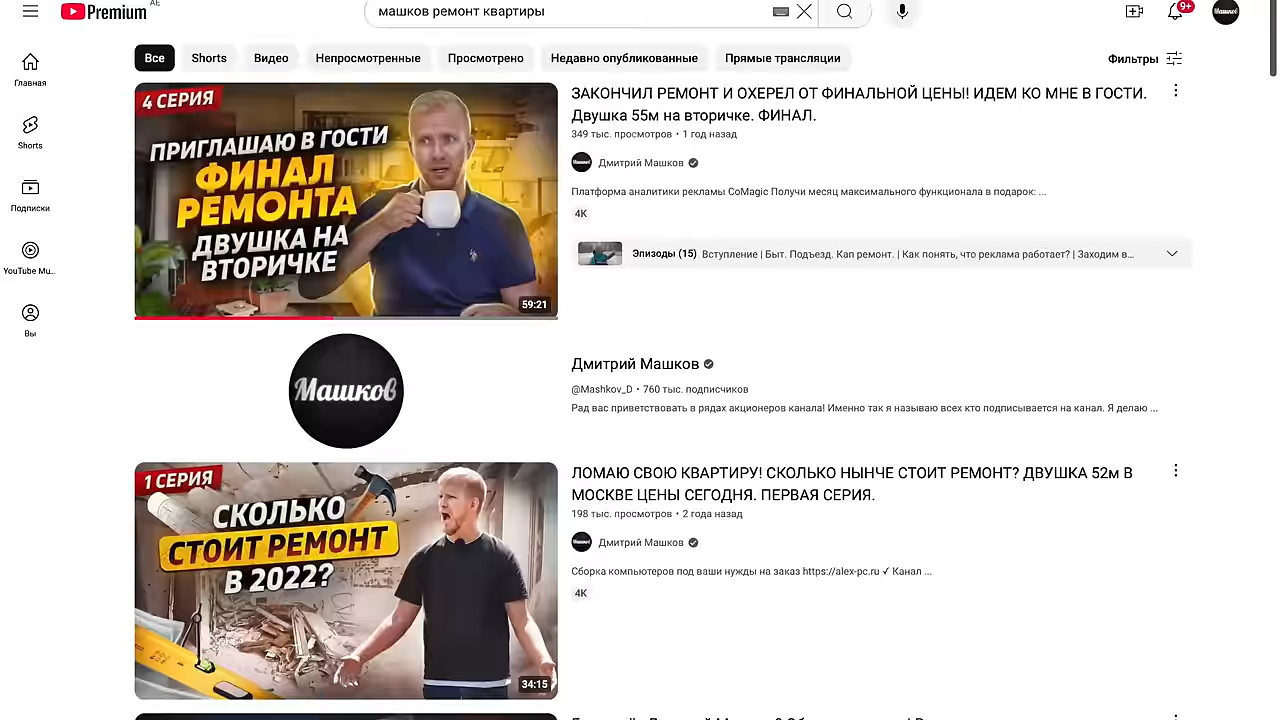 Premium
AE
машков ремонт квартиры
9+
Машков
Главная
Shorts
Подписки
YouTube Mu...
Вы
Все
Shorts
Видео
Непросмотренные
Просмотрено
Недавно опубликованные
Прямые трансляции
Фильтры
4 СЕРИЯ
ПРИГЛАШАЮ В ГОСТИ
ФИНАЛ
РЕМОНТА
ДВУШКА НА
ВТОРИЧКЕ
59:21
ЗАКОНЧИЛ РЕМОНТ И ОХЕРЕЛ ОТ ФИНАЛЬНОЙ ЦЕНЫ! ИДЕМ КО МНЕ В ГОСТИ.
Двушка 55м на вторичке. ФИНАЛ.
349 тыс. просмотров • 1 год назад
Дмитрий Машков
Платформа аналитики рекламы CoMagic Получи месяц максимального функционала в подарок: ...
4K
Эпизоды (15) Вступление | Быт. Подъезд. Кап ремонт. | Как понять, что реклама работает? | Заходим в...
Машков
Дмитрий Машков
@Mashkov_D • 760 тыс. подписчиков
Рад вас приветствовать в рядах акционеров канала! Именно так я называю всех кто подписывается на канал. Я делаю ...
1 СЕРИЯ
СКОЛЬКО
СТОИТ РЕМОНТ
В 2022?
34:15
ЛОМАЮ СВОЮ КВАРТИРУ! СКОЛЬКО НЫНЧЕ СТОИТ РЕМОНТ? ДВУШКА 52м В
МОСКВЕ ЦЕНЫ СЕГОДНЯ. ПЕРВАЯ СЕРИЯ.
198 тыс. просмотров • 2 года назад
Дмитрий Машков
Сборка компьютеров под ваши нужды на заказ https://alex-pc.ru ✓ Канал ...
4K